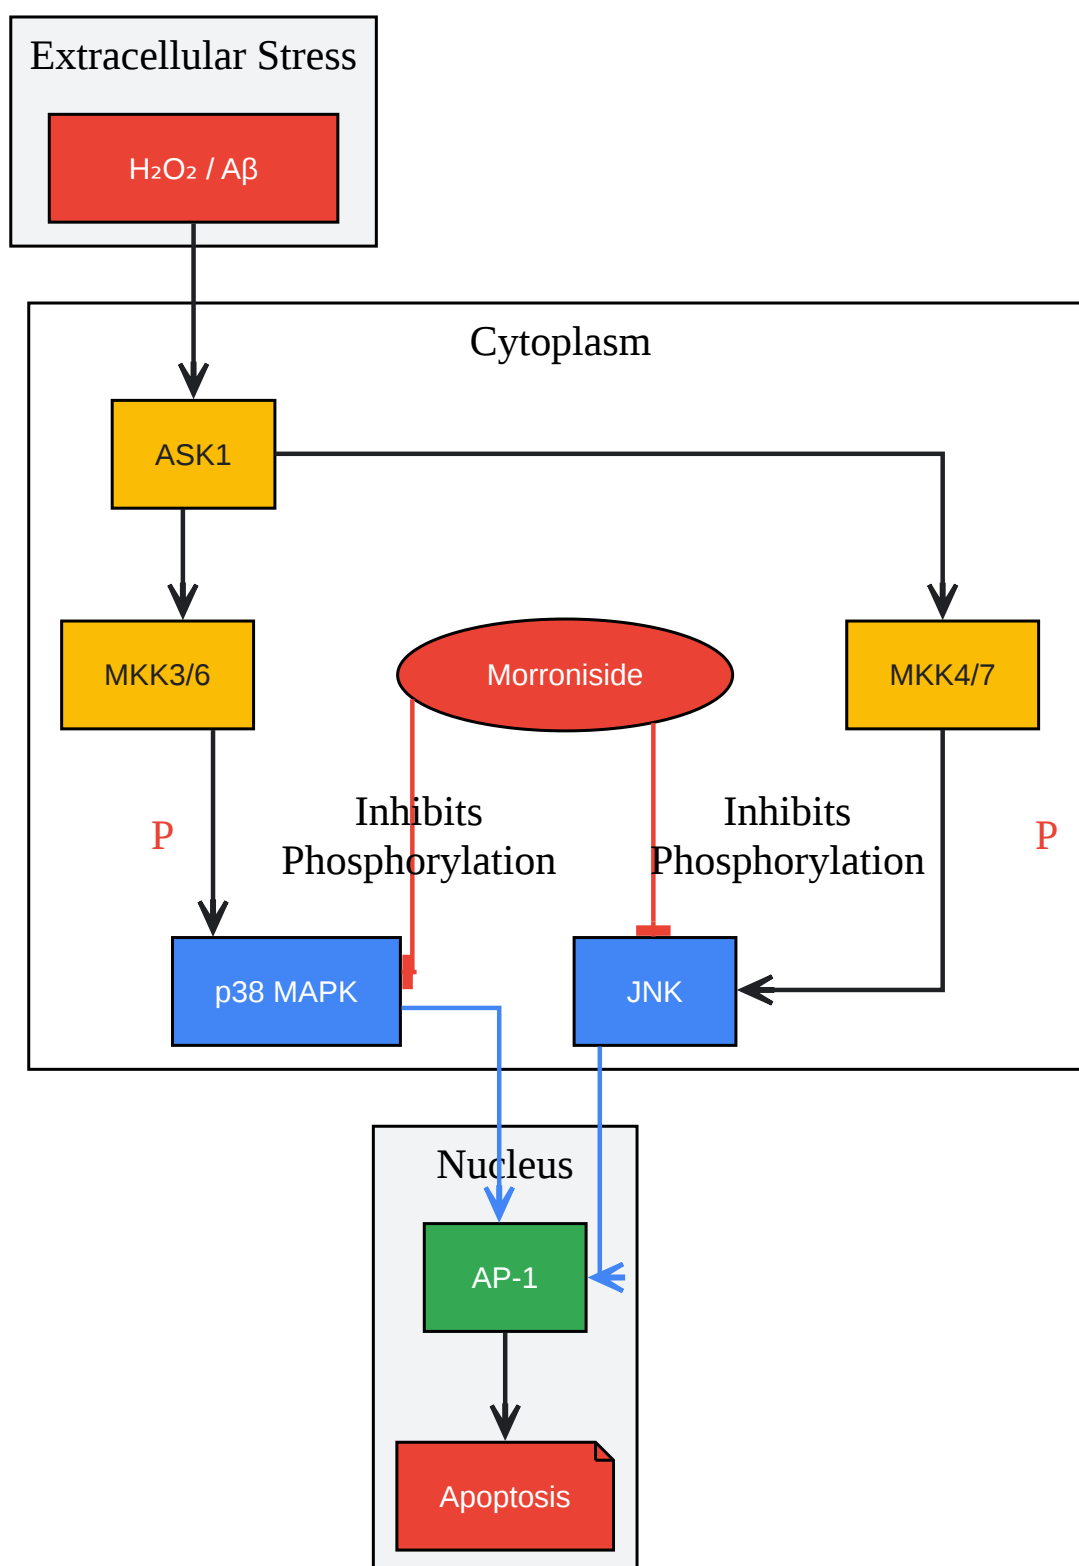 Extracellular Stress
H₂O₂ / Aβ
Cytoplasm
ASK1
MKK3/6
Morroniside
MKK4/7
P
Inhibits
Phosphorylation
Inhibits
Phosphorylation
P
p38 MAPK
JNK
Nucleus
AP-1
Apoptosis